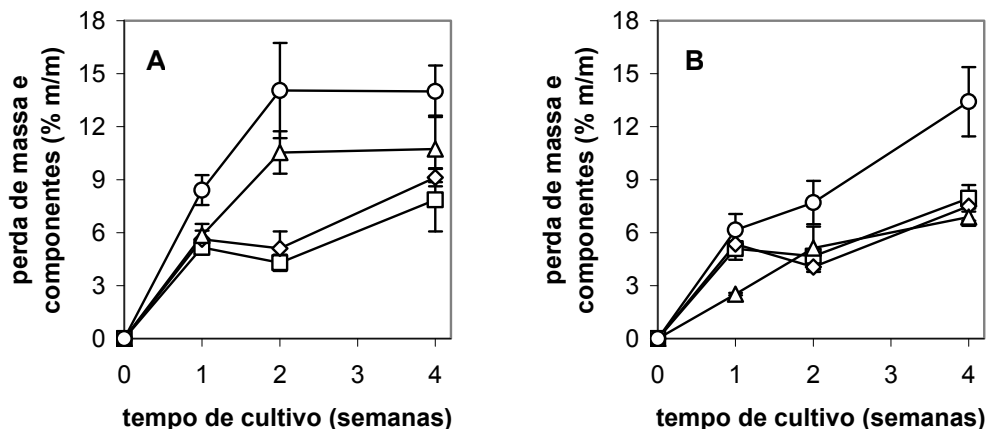 A
perda de massa e
componentes (% m/m)
18
15
12
9
6
3
0
0 1 2 3 4
tempo de cultivo (semanas)
B
perda de massa e
componentes (% m/m)
18
15
12
9
6
3
0
0 1 2 3 4
tempo de cultivo (semanas)